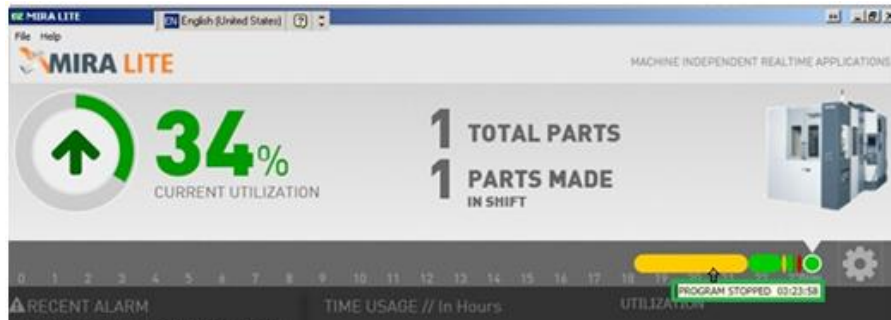 MIRA LITE
EN English (United States)
File Help
MIRA LITE
MACHINE INDEPENDENT REALTIME APPLICATIONS
34%
CURRENT UTILIZATION
1 TOTAL PARTS
1 PARTS MADE
IN SHIFT
0 1 2 3 4 5 6 7 8 9 10 11 12 13 14 15 16 17 18 19
PROGRAM STOPPED 03:23:58
RECENT ALARM
TIME USAGE // In Hours
UTILIZATION